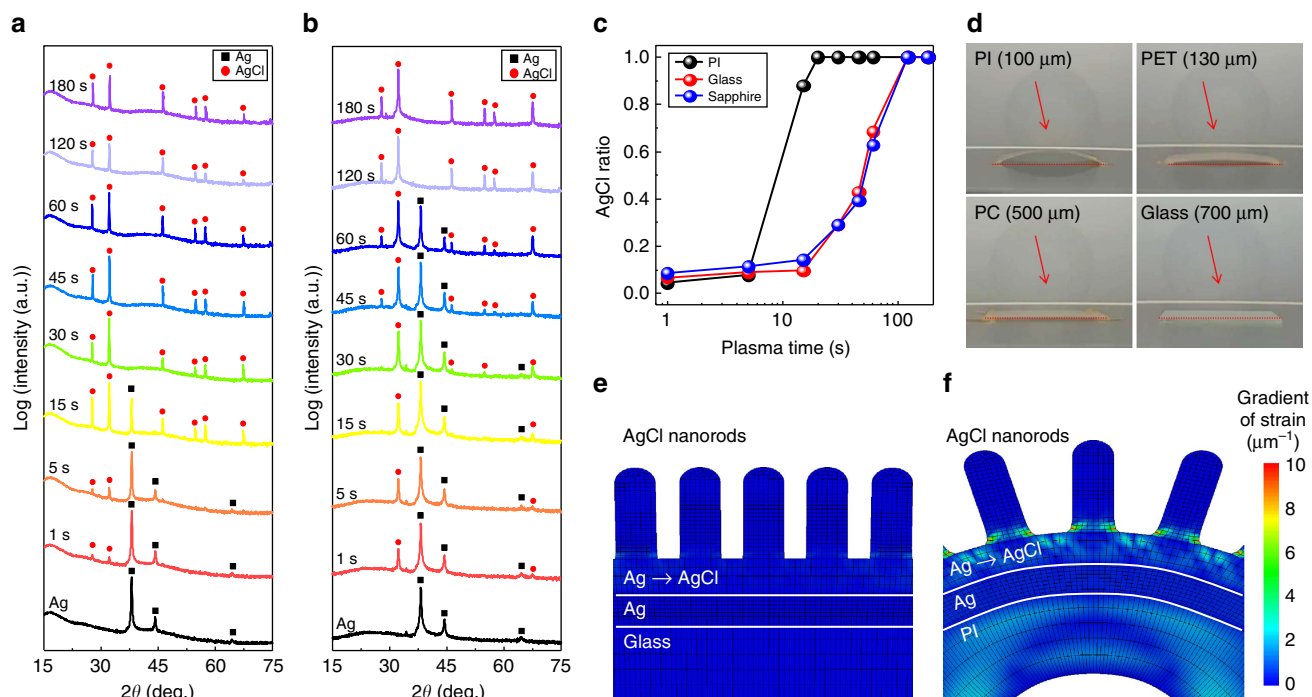 a
Ag
AgCl
180 s
120 s
60 s
45 s
30 s
15 s
5 s
1 s
Ag
Log (intensity (a.u.))
15 30 45 60 75
2θ (deg.)
b
Ag
AgCl
180 s
120 s
60 s
45 s
30 s
15 s
5 s
1 s
Ag
Log (intensity (a.u.))
15 30 45 60 75
2θ (deg.)
c
PI
Glass
Sapphire
1.0
0.8
0.6
0.4
0.2
0.0
AgCl ratio
1 10 100
Plasma time (s)
d
PI (100 μm)
PET (130 μm)
PC (500 μm)
Glass (700 μm)
e
AgCl nanorods
Ag → AgCl
Ag
Glass
f
AgCl nanorods
Ag → AgCl
Ag
PI
Gradient
of strain
(μm⁻¹)
10
8
6
4
2
0